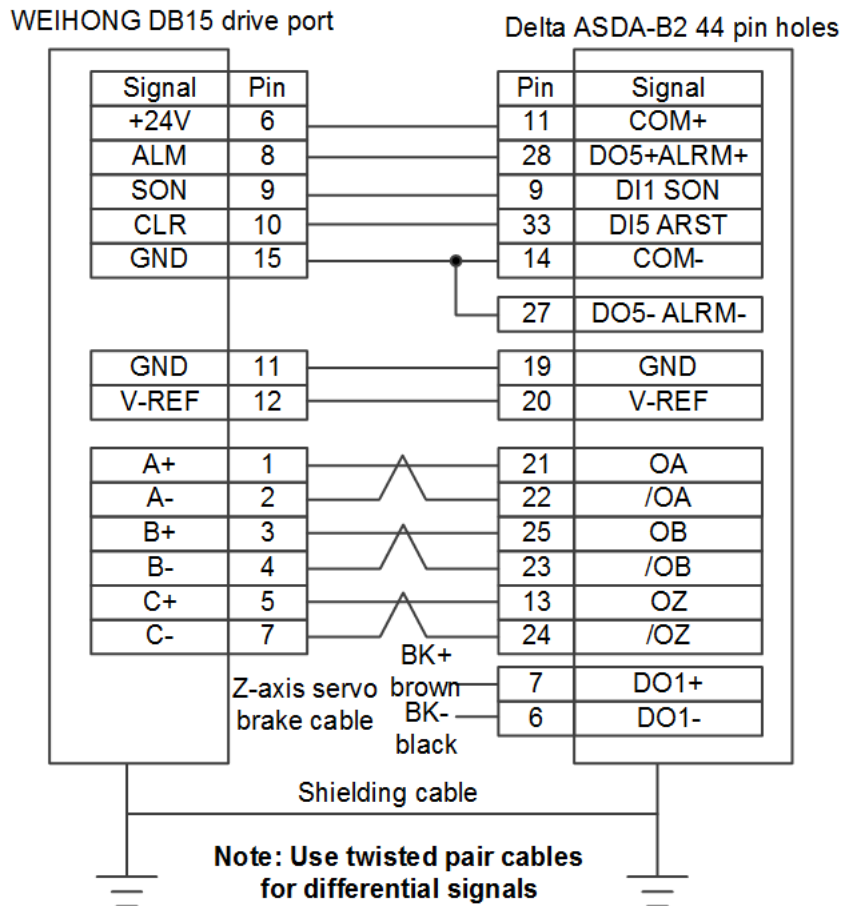 WEIHONG DB15 drive port
Delta ASDA-B2 44 pin holes
Signal Pin Pin Signal
+24V 6 11 COM+
ALM 8 28 DO5+ALRM+
SON 9 9 DI1 SON
CLR 10 33 DI5 ARST
GND 15 14 COM-
27 DO5- ALRM-
GND 11 19 GND
V-REF 12 20 V-REF
A+ 1 21 OA
A- 2 22 /OA
B+ 3 25 OB
B- 4 23 /OB
C+ 5 13 OZ
C- 7 24 /OZ
BK+
Z-axis servo brown 7 DO1+
brake cable BK- 6 DO1-
black
Shielding cable
Note: Use twisted pair cables
for differential signals